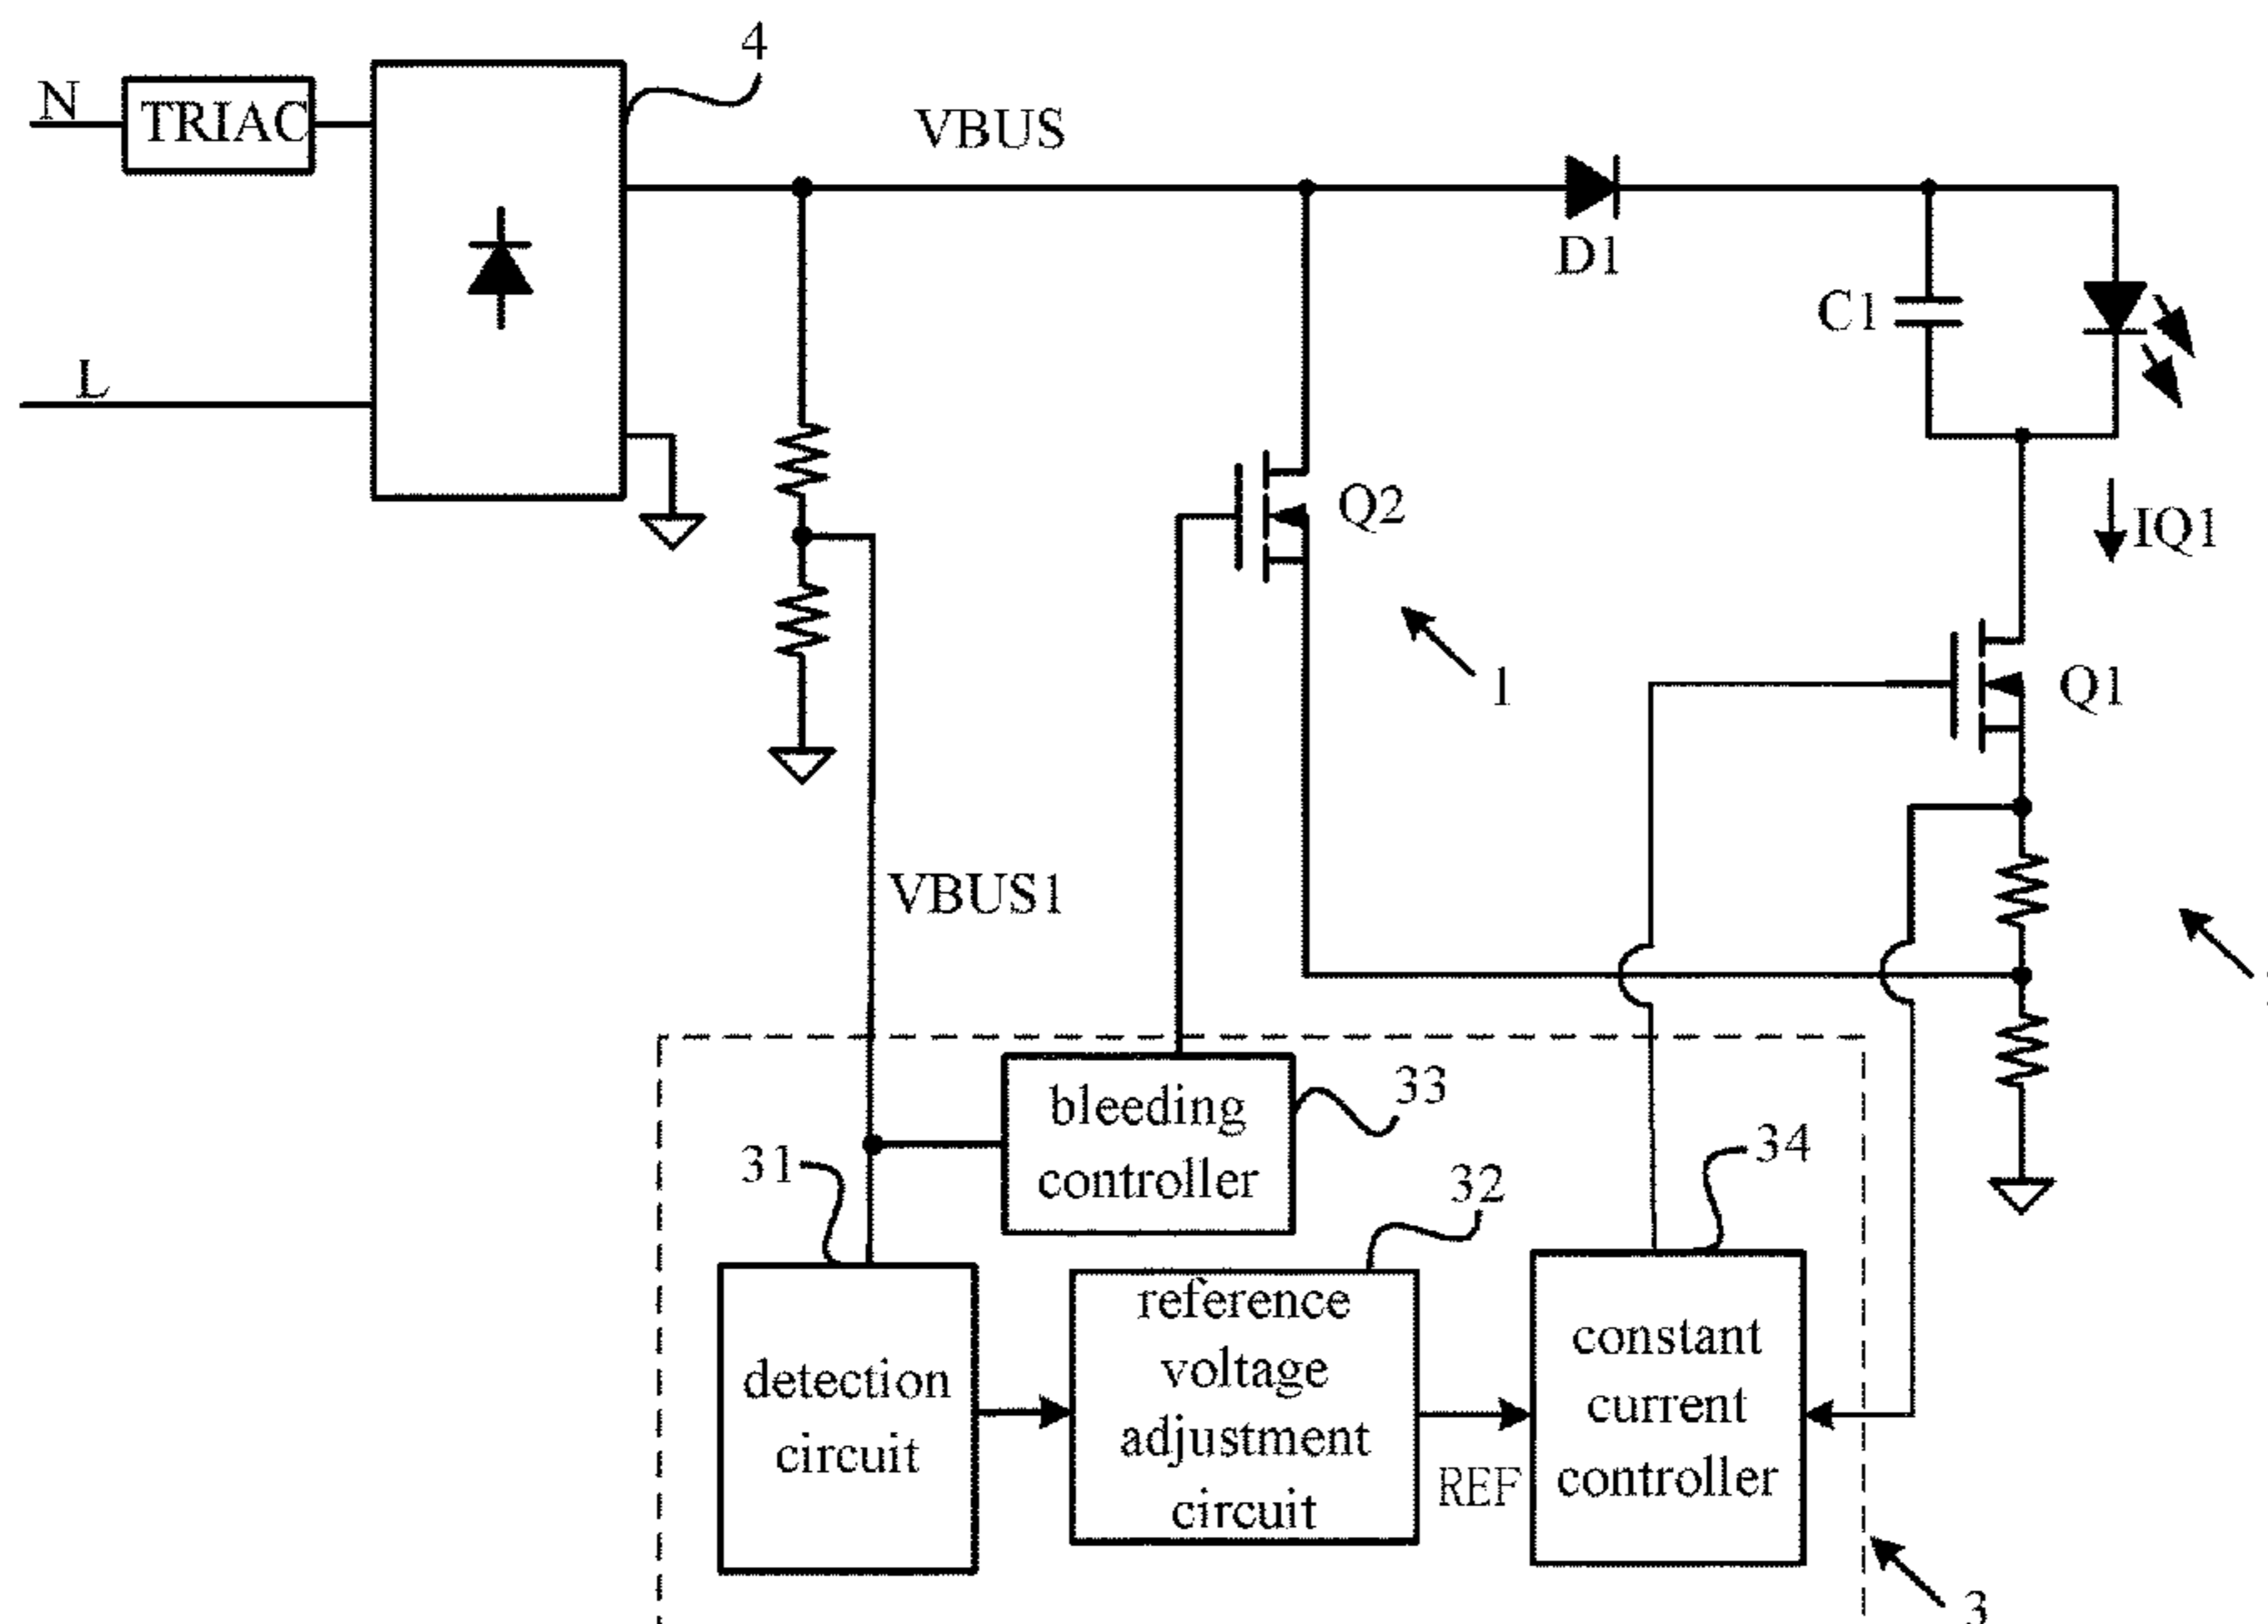 4
N
TRIAC
VBUS
D1
L
C1
Q2
IQ1
1
Q1
VBUS1
bleeding
controller
33
31
34
32
detection
circuit
reference
voltage
adjustment
circuit
REF
constant
current
controller
3